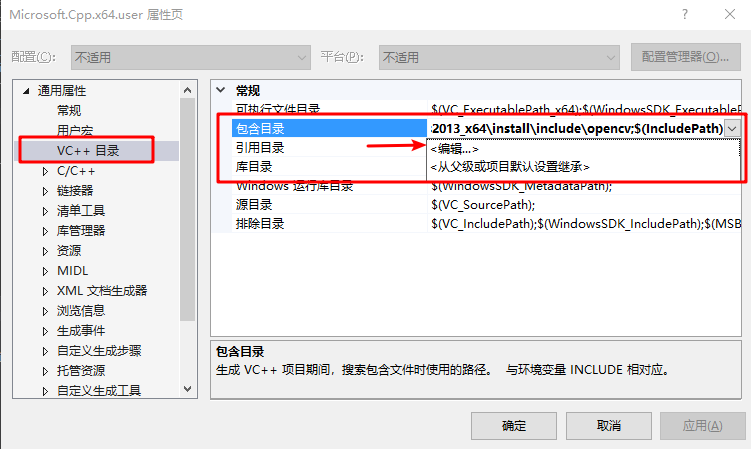 Microsoft.Cpp.x64.user 属性页
? ×
配置(C): 不适用 平台(P): 不适用 配置管理器(O)...
通用属性
常规
用户宏
VC++ 目录
C/C++
链接器
清单工具
库管理器
资源
MIDL
XML 文档生成器
浏览信息
生成事件
自定义生成步骤
托管资源
自定义生成工具
常规
可执行文件目录 $(VC_ExecutablePath_x64);$(WindowsSDK_Executabl
包含目录 2013_x64\install\include\opencv;$(IncludePath)
引用目录 <编辑...>
库目录 <从父级或项目默认设置继承>
Windows 运行库目录 $(WindowsSDK_MetadataPath);
源目录 $(VC_SourcePath);
排除目录 $(VC_IncludePath);$(WindowsSDK_IncludePath);$(MSB
包含目录
生成 VC++ 项目期间，搜索包含文件时使用的路径。 与环境变量 INCLUDE 相对应。
确定 取消 应用(A)